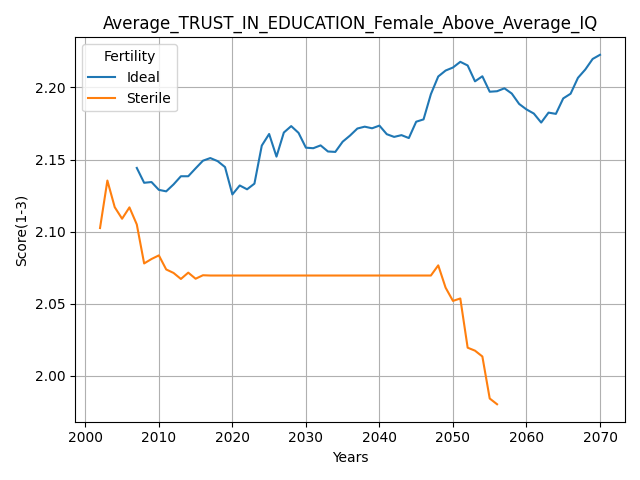 Average_TRUST_IN_EDUCATION_Female_Above_Average_IQ
Fertility
Ideal
Sterile
Score(1-3)
2.20
2.15
2.10
2.05
2.00
2000 2010 2020 2030 2040 2050 2060 2070
Years